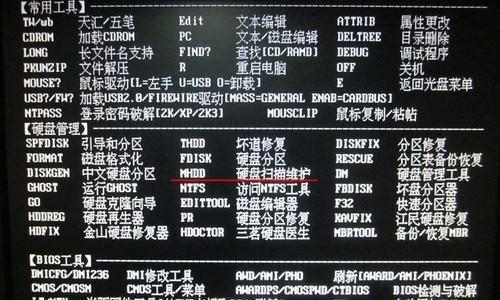 【常用工具】
TW/wb 天汇/五笔 Edit 文本编辑 ATTRIB 属性更改
CDROM 加载CDROM PC 文本/磁盘编辑 DELTREE 目录删除
LONG 长文件名支持 FIND? 查找[CD/RAMD] DEBUG 调试程序
PKUNZIP 文件解压 R 重启电脑 OFF 关机
MOUSE? 鼠标驱动[L=左手 U=USB O=卸载] E 返回光盘菜单
USB?/FW? 加载USB2.0/FIREWIRE驱动[MASS=GENERAL ENAB=CARDBUS]
NTPASS 登录密码破解[2K/XP/2K3] MOUSCLIP 鼠标复制/粘帖
【硬盘管理】
SPFDISK 引导和分区 THDD 坏道修复 DISKFIX 分区修复
FORMAT 磁盘格式化 FDISK 硬盘分区 RESCUE 分区表备份恢复
DISKGEN 中文硬盘分区 MHDD 硬盘扫描维护 DM 硬盘管理工具
GHOST 运行GHOST NTFS 访问NTFS工具 FBDISK 坏盘分区器
GO 硬盘克隆向导 EDITTOOL 磁盘编辑器 F32 快速分区器
HDDREG 硬盘再生器 PR 硬盘分区修复 KAVFIX 江民硬盘修复
HDFIX 金山硬盘修复器 HDOCTOR 三茗硬盘医生 MBRTOOL 备份/恢复MBR
【BIOS工具】
DMICFG/DMI236 DMI修改工具 AWD/AMI/PHO 刷新[AWARD/AMI/PHOENIX]
CMOS/CMOSM CMOS工具/菜单 AWARDPS/CMOSPWD/CTBIOS BIOS检测与破解